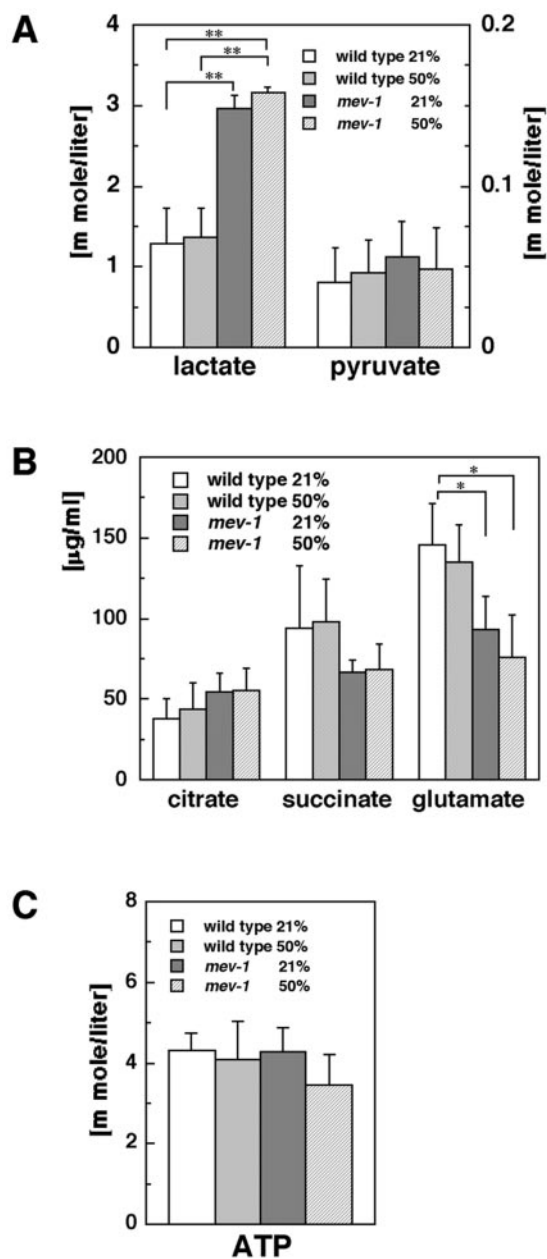 A
[m mole/liter]
4
3
2
1
0
**
**
**
wild type 21%
wild type 50%
mev-1 21%
mev-1 50%
0.2
0.1
0
[m mole/liter]
lactate
pyruvate
B
[µg/ml]
200
150
100
50
0
wild type 21%
wild type 50%
mev-1 21%
mev-1 50%
*
*
citrate
succinate
glutamate
C
[m mole/liter]
8
6
4
2
0
wild type 21%
wild type 50%
mev-1 21%
mev-1 50%
ATP